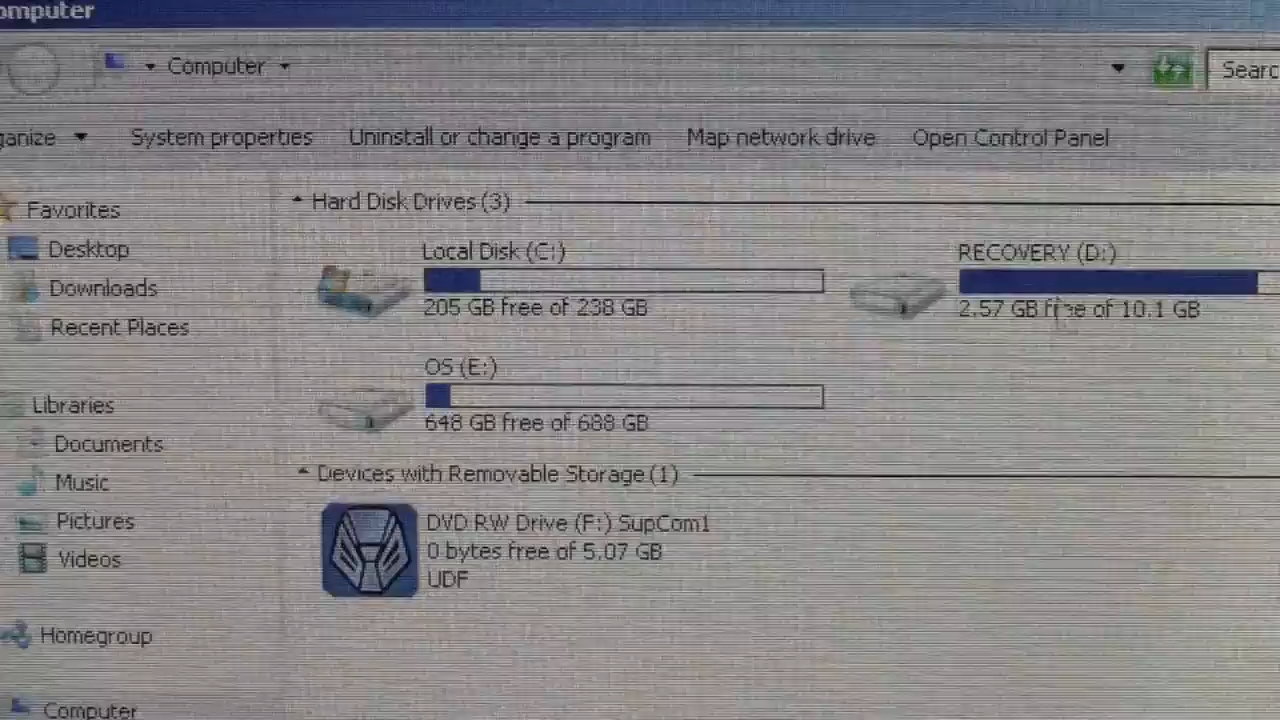 omputer
Computer
Searc
ganize
System properties
Uninstall or change a program
Map network drive
Open Control Panel
Favorites
Desktop
Downloads
Recent Places
Libraries
Documents
Music
Pictures
Videos
Homegroup
Computer
Hard Disk Drives (3)
Local Disk (C:)
205 GB free of 238 GB
RECOVERY (D:)
2.57 GB free of 10.1 GB
OS (E:)
648 GB free of 688 GB
Devices with Removable Storage (1)
DVD RW Drive (F:) SupCom1
0 bytes free of 5.07 GB
UDF